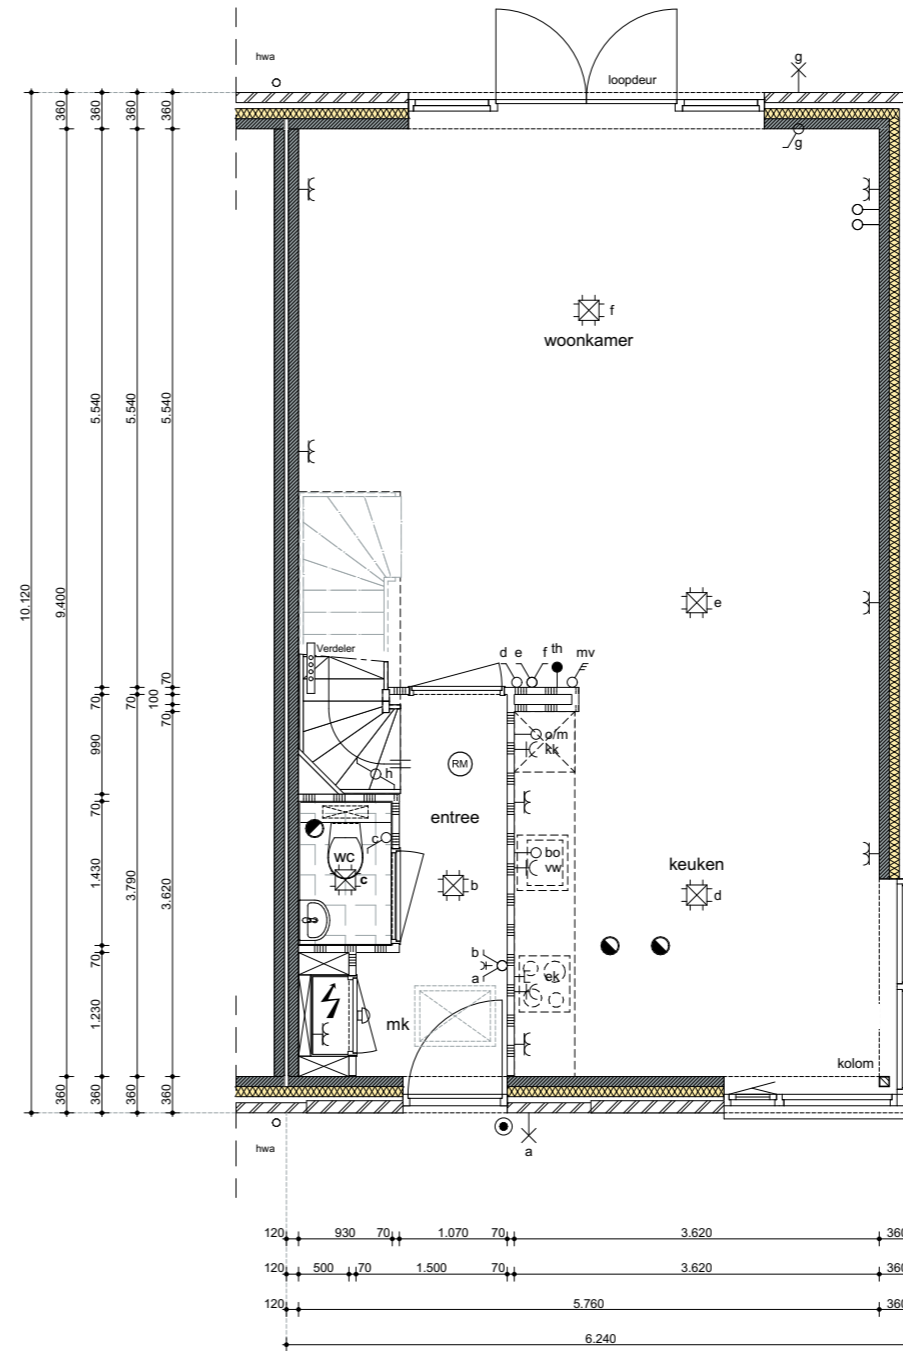 hwa
loopdeur
g
g
360
360
360
360
woonkamer
f
5.540
5.540
5.540
10.120
9.400
e
Verdeler
d e f th mv
70
70
100
70
70
990
o/m
kk
h
RM
entree
70
70
c
WC
c
bo
vw
keuken
b
d
1.430
3.790
3.620
b
a
ek
70
1.230
mk
kolom
360
360
360
360
hwa
a
120 930 70 1.070 70 3.620 360
120 500 70 1.500 70 3.620 360
120 5.760 360
6.240